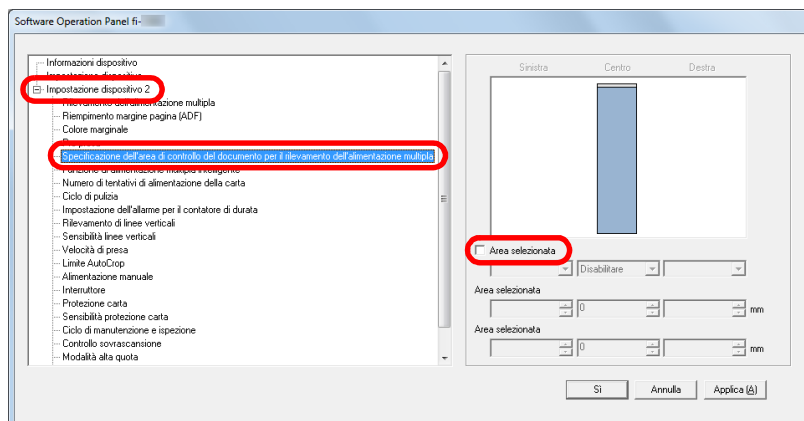 Software Operation Panel fi-
Informazioni dispositivo
Impostazione dispositivo
Impostazione dispositivo 2
Rilevamento dell'alimentazione multipla
Riempimento margine pagina (ADF)
Colore marginale
Specificazione dell'area di controllo del documento per il rilevamento dell'alimentazione multipla
Funzione di alimentazione multipla intelligente
Numero di tentativi di alimentazione della carta
Ciclo di pulizia
Impostazione dell'allarme per il contatore di durata
Rilevamento di linee verticali
Sensibilità linee verticali
Velocità di presa
Limite AutoCrop
Alimentazione manuale
Interruttore
Protezione carta
Sensibilità protezione carta
Ciclo di manutenzione e ispezione
Controllo sovrascansione
Modalità alta quota
Sinistra Centro Destra
Area selezionata
Disabilitare
Area selezionata
0 mm
Area selezionata
0 mm
Sì Annulla Applica (A)